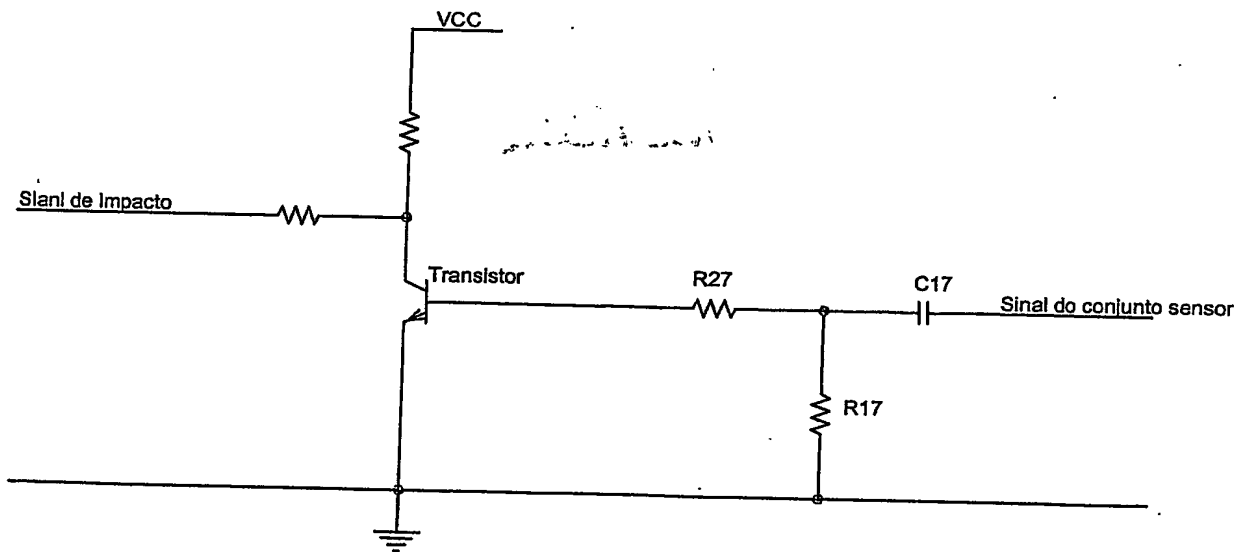 VCC
Slanl de Impacto
Transistor
R27
C17
Sinal do conjunto sensor
R17